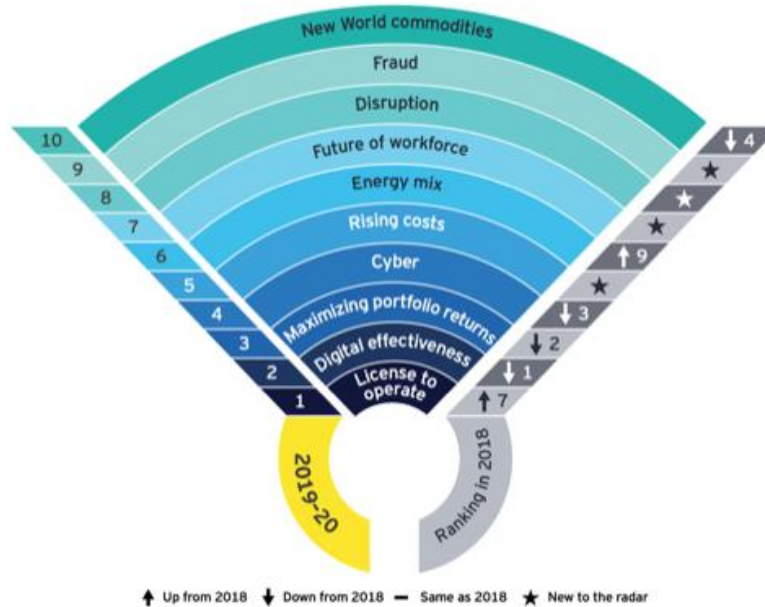 New World commodities
Fraud
Disruption
Future of workforce
Energy mix
Rising costs
Cyber
Maximizing portfolio returns
Digital effectiveness
License to
operate
10
9
8
7
6
5
4
3
2
1
4
9
3
2
1
7
2019-20
Ranking in 2018
Up from 2018 Down from 2018 Same as 2018 New to the radar